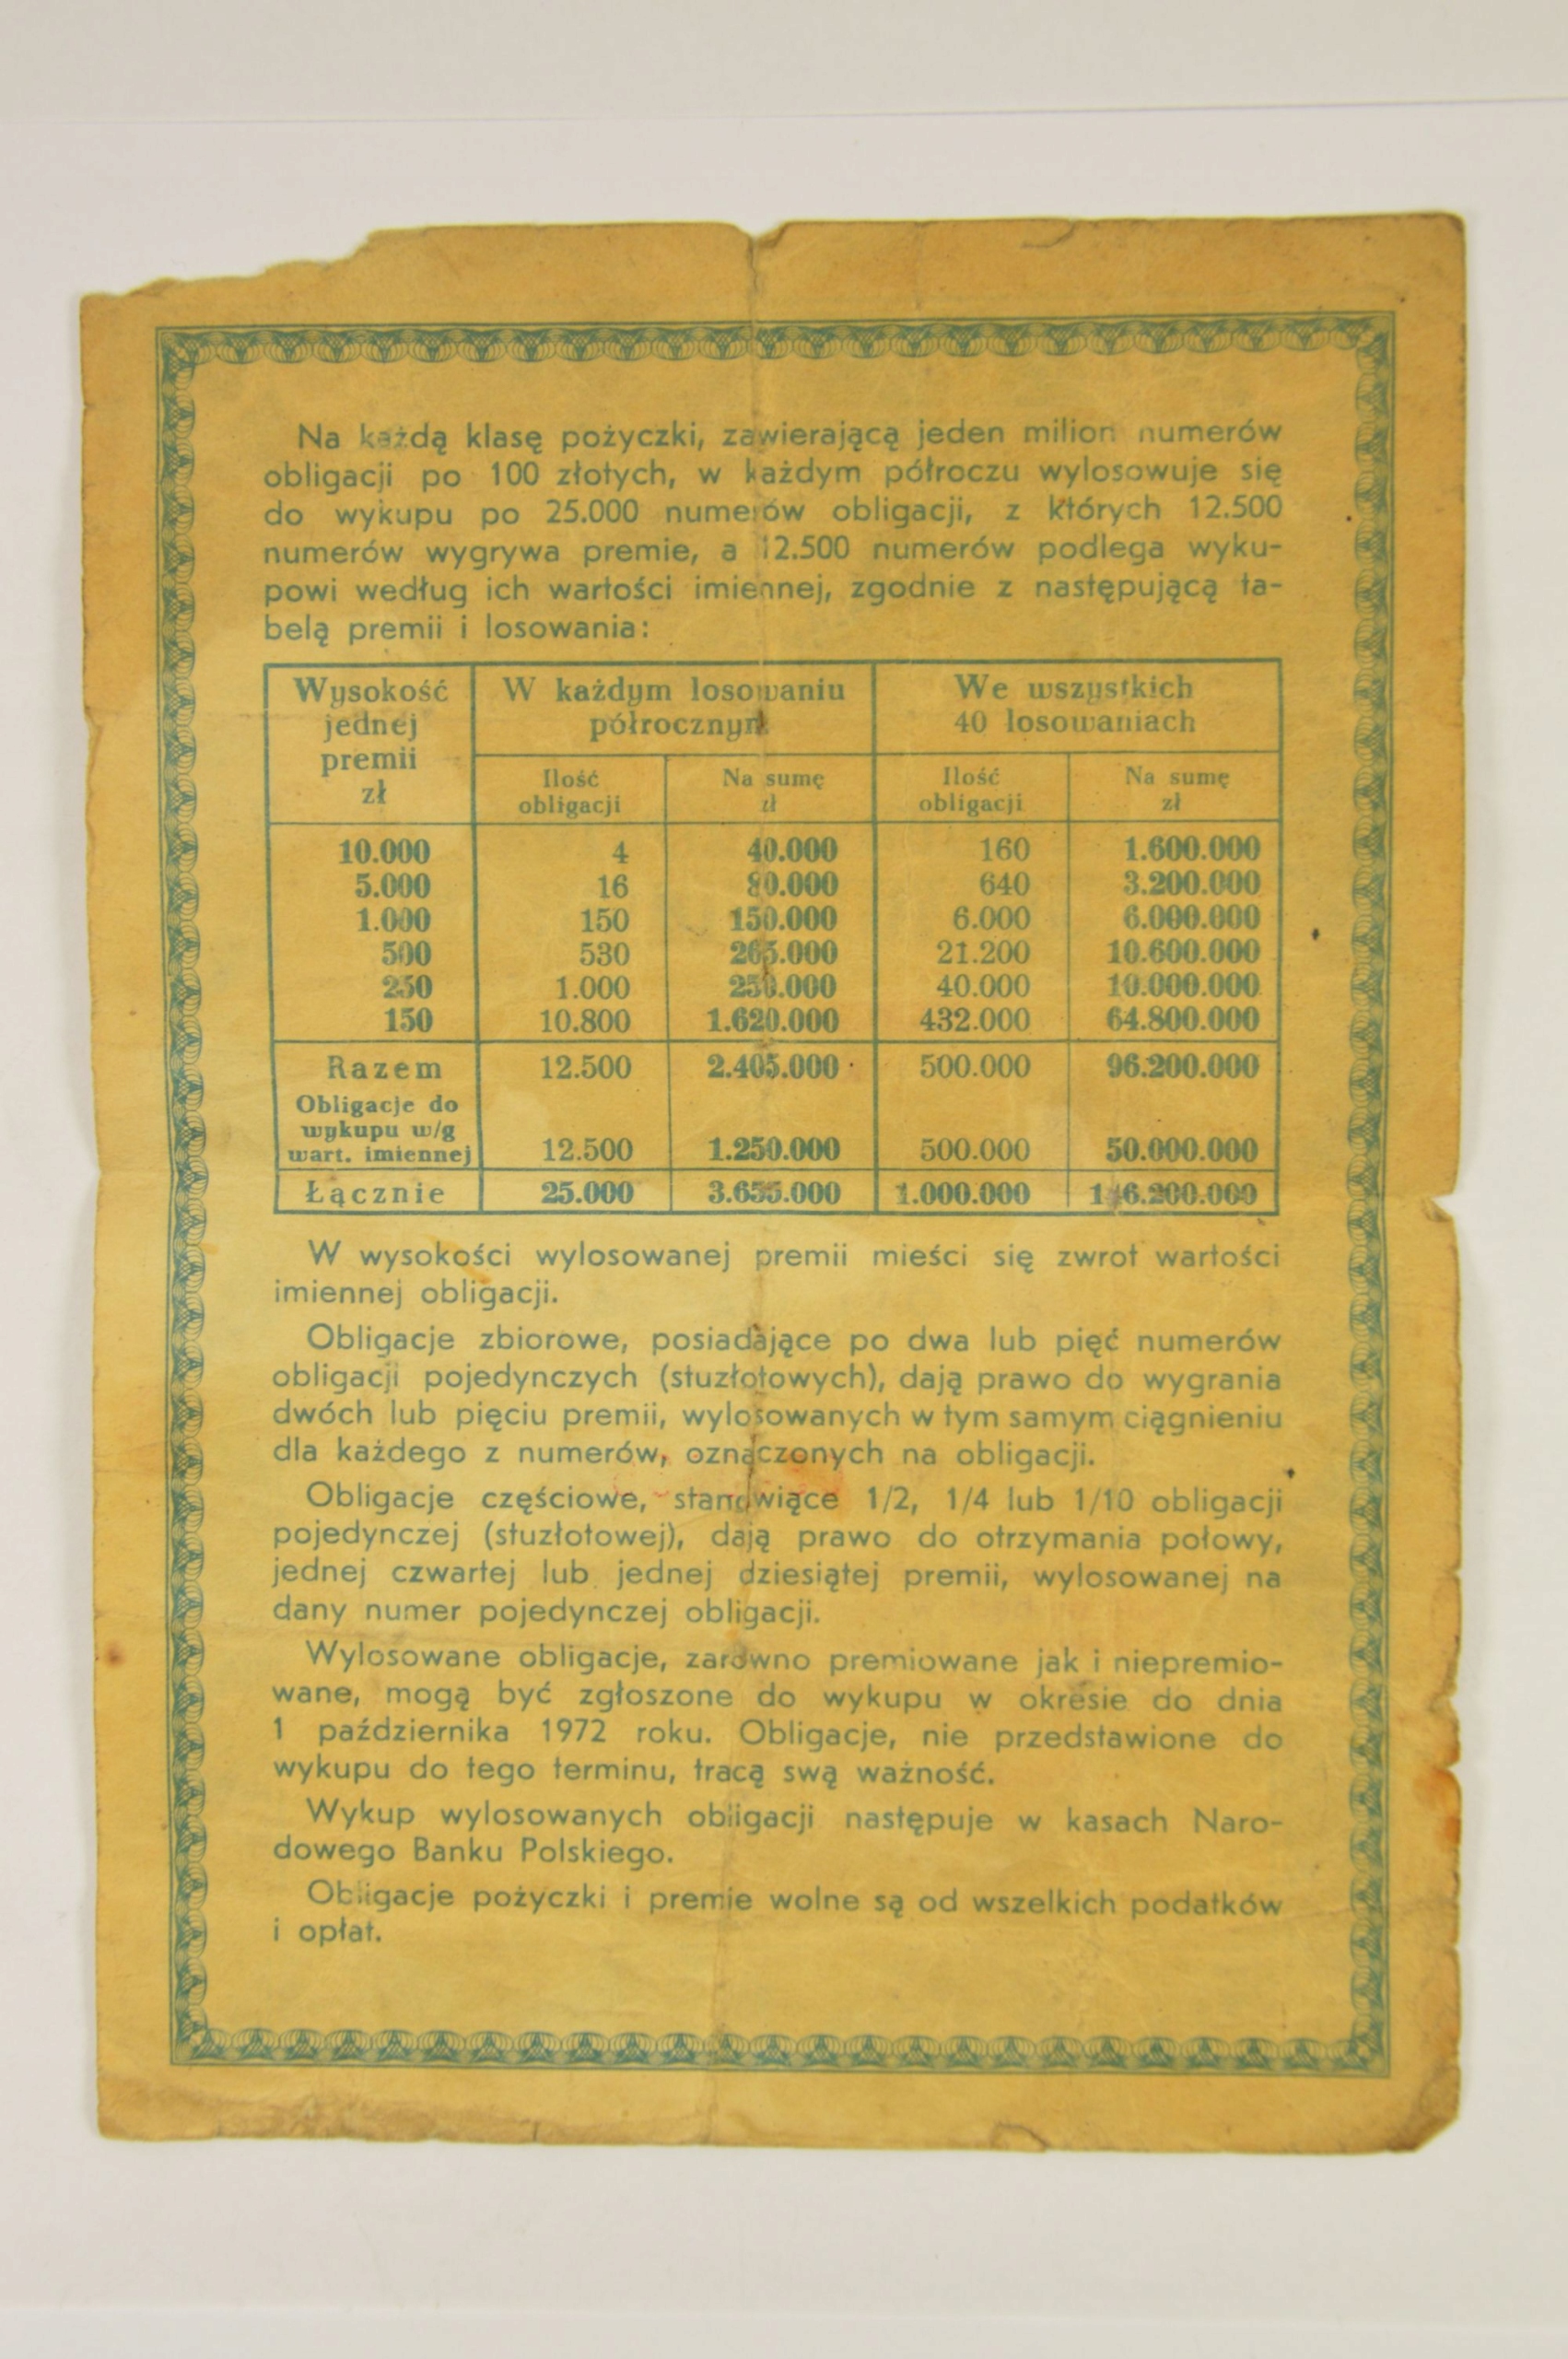 Na każdą klasę pożyczki, zawierającą jeden milion numerów
obligacji po 100 złotych, w każdym półroczu wylosowuje się
do wykupu po 25.000 numerów obligacji, z których 12.500
numerów wygrywa premie, a 12.500 numerów podlega wyku-
powi według ich wartości imiennej, zgodnie z następującą ta-
belą premii i losowania:
Wysokość jednej premii zł
W każdym losowaniu półrocznym
We wszystkich 40 losowaniach
Ilość obligacji Na sumę zł Ilość obligacji Na sumę zł
10.000 4 40.000 160 1.600.000
5.000 16 80.000 640 3.200.000
1.000 150 150.000 6.000 6.000.000
500 530 265.000 21.200 10.600.000
250 1.000 250.000 40.000 10.000.000
150 10.800 1.620.000 432.000 64.800.000
Razem 12.500 2.405.000 500.000 96.200.000
Obligacje do
wykupu w/g
wart. imiennej 12.500 1.250.000 500.000 50.000.000
Łącznie 25.000 3.655.000 1.000.000 146.200.000
W wysokości wylosowanej premii mieści się zwrot wartości
imiennej obligacji.
Obligacje zbiorowe, posiadające po dwa lub pięć numerów
obligacji pojedynczych (stuzłotowych), dają prawo do wygrania
dwóch lub pięciu premii, wylosowanych w tym samym ciągnieniu
dla każdego z numerów, oznaczonych na obligacji.
Obligacje częściowe, stanowiące 1/2, 1/4 lub 1/10 obligacji
pojedynczej (stuzłotowej), dają prawo do otrzymania połowy,
jednej czwartej lub jednej dziesiątej premii, wylosowanej na
dany numer pojedynczej obligacji.
Wylosowane obligacje, zarówno premiowane jak i niepremio-
wane, mogą być zgłoszone do wykupu w okresie do dnia
1 października 1972 roku. Obligacje, nie przedstawione do
wykupu do tego terminu, tracą swą ważność.
Wykup wylosowanych obligacji następuje w kasach Naro-
dowego Banku Polskiego.
Obligacje pożyczki i premie wolne są od wszelkich podatków
i opłat.